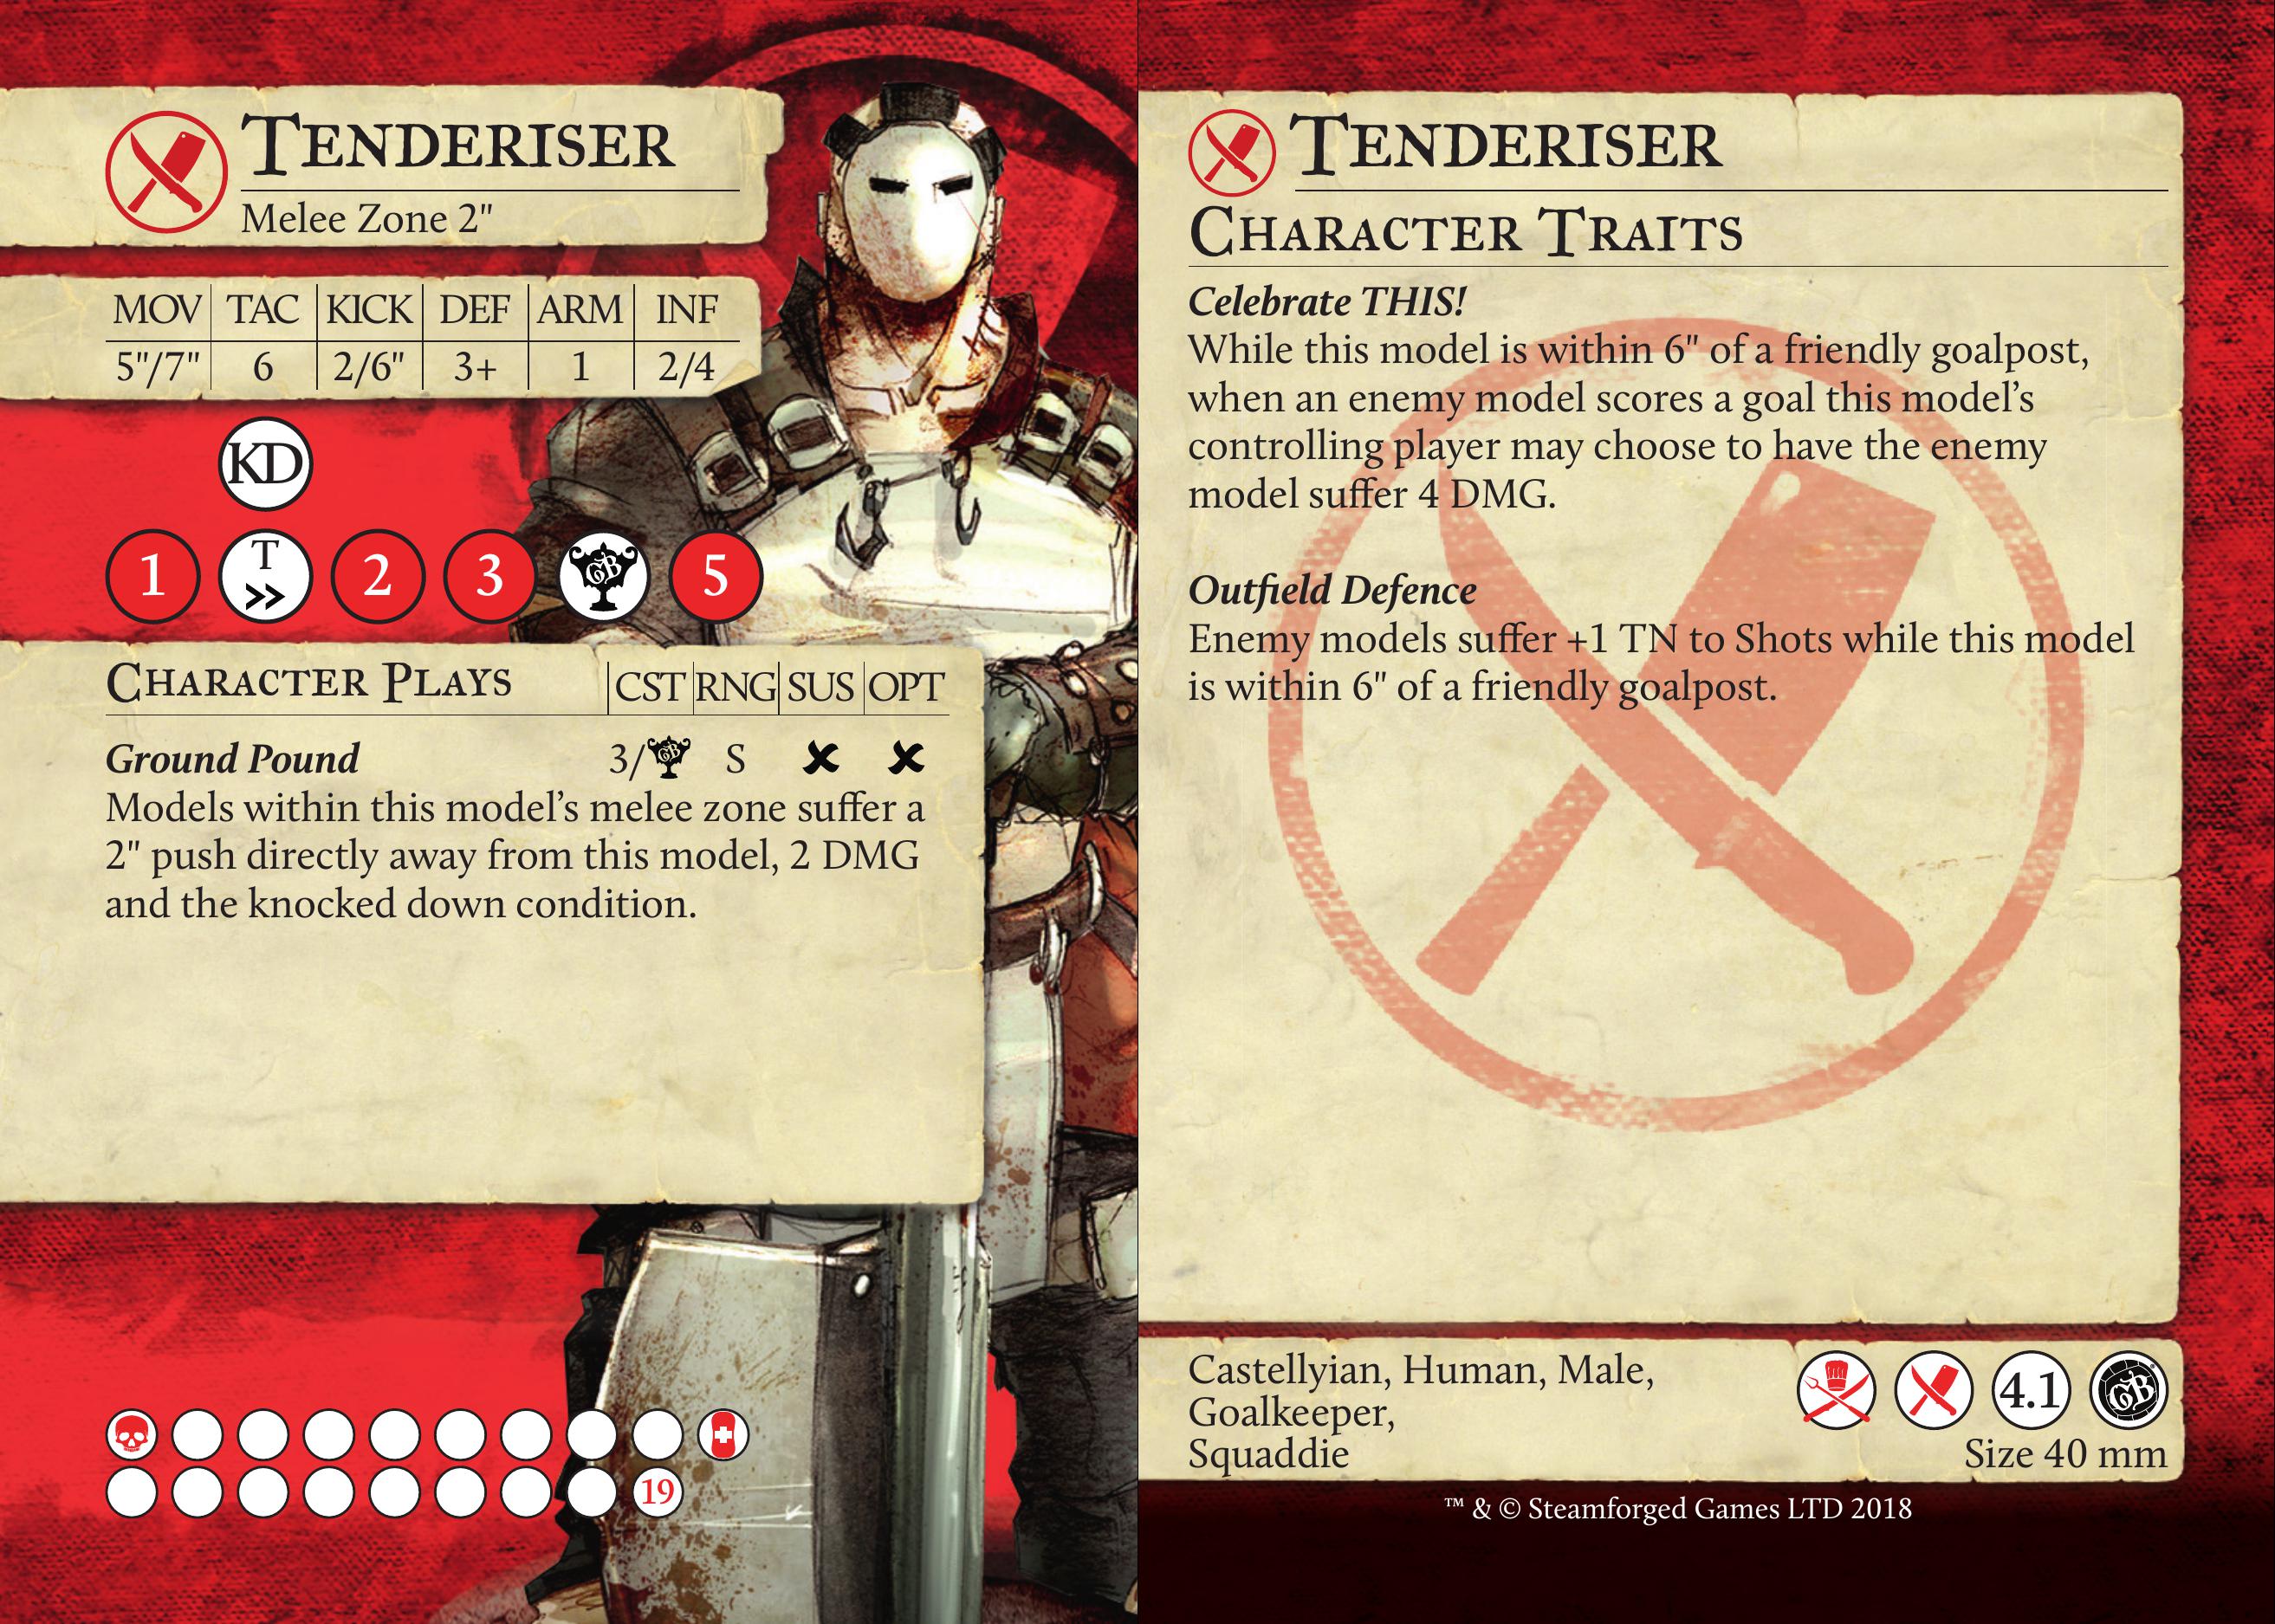 TENDERISER
Melee Zone 2"
MOV TAC KICK DEF ARM INF
5"/7" 6 2/6" 3+ 1 2/4
KD
1 T >> 2 3 GB 5
CHARACTER PLAYS CST RNG SUS OPT
Ground Pound 3/GB S ✘ ✘
Models within this model’s melee zone suffer a
2" push directly away from this model, 2 DMG
and the knocked down condition.
19
TENDERISER
CHARACTER TRAITS
Celebrate THIS!
While this model is within 6" of a friendly goalpost,
when an enemy model scores a goal this model’s
controlling player may choose to have the enemy
model suffer 4 DMG.
Outfield Defence
Enemy models suffer +1 TN to Shots while this model
is within 6" of a friendly goalpost.
Castellyian, Human, Male,
Goalkeeper,
Squaddie
4.1 GB
Size 40 mm
™ & © Steamforged Games LTD 2018